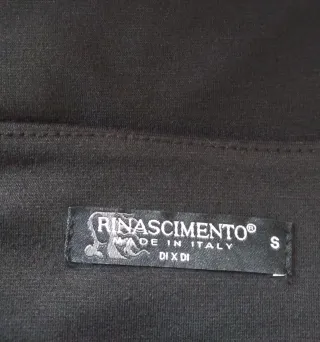 RINASCIMENTO®
MADE IN ITALY
S
DI X DI